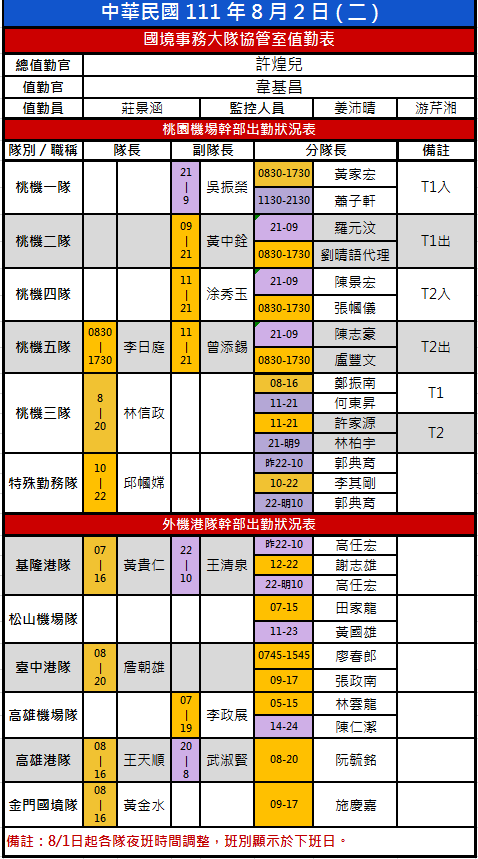 中華民國 111 年 8 月 2 日 ( 二 )
國境事務大隊協管室值勤表
總值勤官 許煌兒
值勤官 韋基昌
值勤員 莊景涵 監控人員 姜沛晴 游芹湘
桃園機場幹部出勤狀況表
隊別 / 職稱 隊長 副隊長 分隊長 備註
桃機一隊 21 | 9 吳振榮 0830-1730 黃家宏 T1入
1130-2130 蕭子軒
桃機二隊 09 | 21 黃中銓 21-09 羅元汶 T1出
0830-1730 劉晴語代理
桃機四隊 11 | 21 涂秀玉 21-09 陳景宏 T2入
0830-1730 張幗儀
桃機五隊 0830 | 1730 李日庭 11 | 21 曾添錫 21-09 陳志豪 T2出
0830-1730 盧豐文
桃機三隊 8 | 20 林信政 08-16 鄭振南 T1
11-21 何東昇
11-21 許家源 T2
21-明9 林柏宇
特殊勤務隊 10 | 22 邱幗嫦 昨22-10 郭典育
10-22 李其剛
22-明10 郭典育
外機港隊幹部出勤狀況表
基隆港隊 07 | 16 黃貴仁 22 | 10 王清泉 昨22-10 高任宏
12-22 謝志雄
22-明10 高任宏
松山機場隊 07-15 田家龍
11-23 黃國雄
臺中港隊 08 | 20 詹朝雄 0745-1545 廖春郎
09-17 張政南
高雄機場隊 07 | 19 李政展 05-15 林雲龍
14-24 陳仁潔
高雄港隊 08 | 16 王天順 20 | 8 武淑賢 08-20 阮毓銘
金門國境隊 08 | 16 黃金水 09-17 施慶嘉
備註：8/1日起各隊夜班時間調整，班別顯示於下班日。